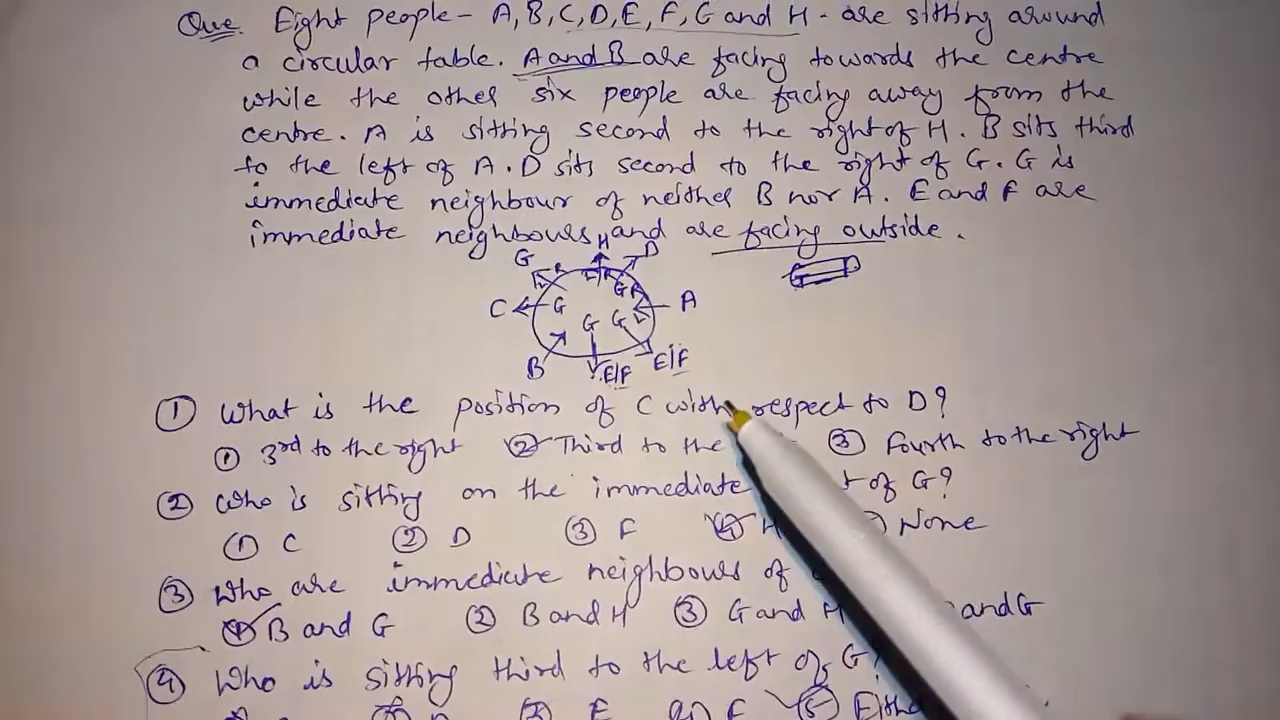 Que. Eight people - A, B, C, D, E, F, G and H - are sitting around
a circular table. A and B are facing towards the centre
while the other six people are facing away from the
centre. A is sitting second to the right of H. B sits third
to the left of A. D sits second to the right of G. G is
immediate neighbour of neither B nor A. E and F are
immediate neighbours and are facing outside.
G H D
G D
C G G A A
G G
B E/F E/F
① What is the position of C with respect to D?
① 3rd to the right ② Third to the ③ Fourth to the right
② Who is sitting on the immediate of G?
① C ② D ③ F ④ H None
③ Who are immediate neighbours of
① B and G ② B and H ③ G and H and G
④ Who is sitting third to the left of G?
E F ⑤